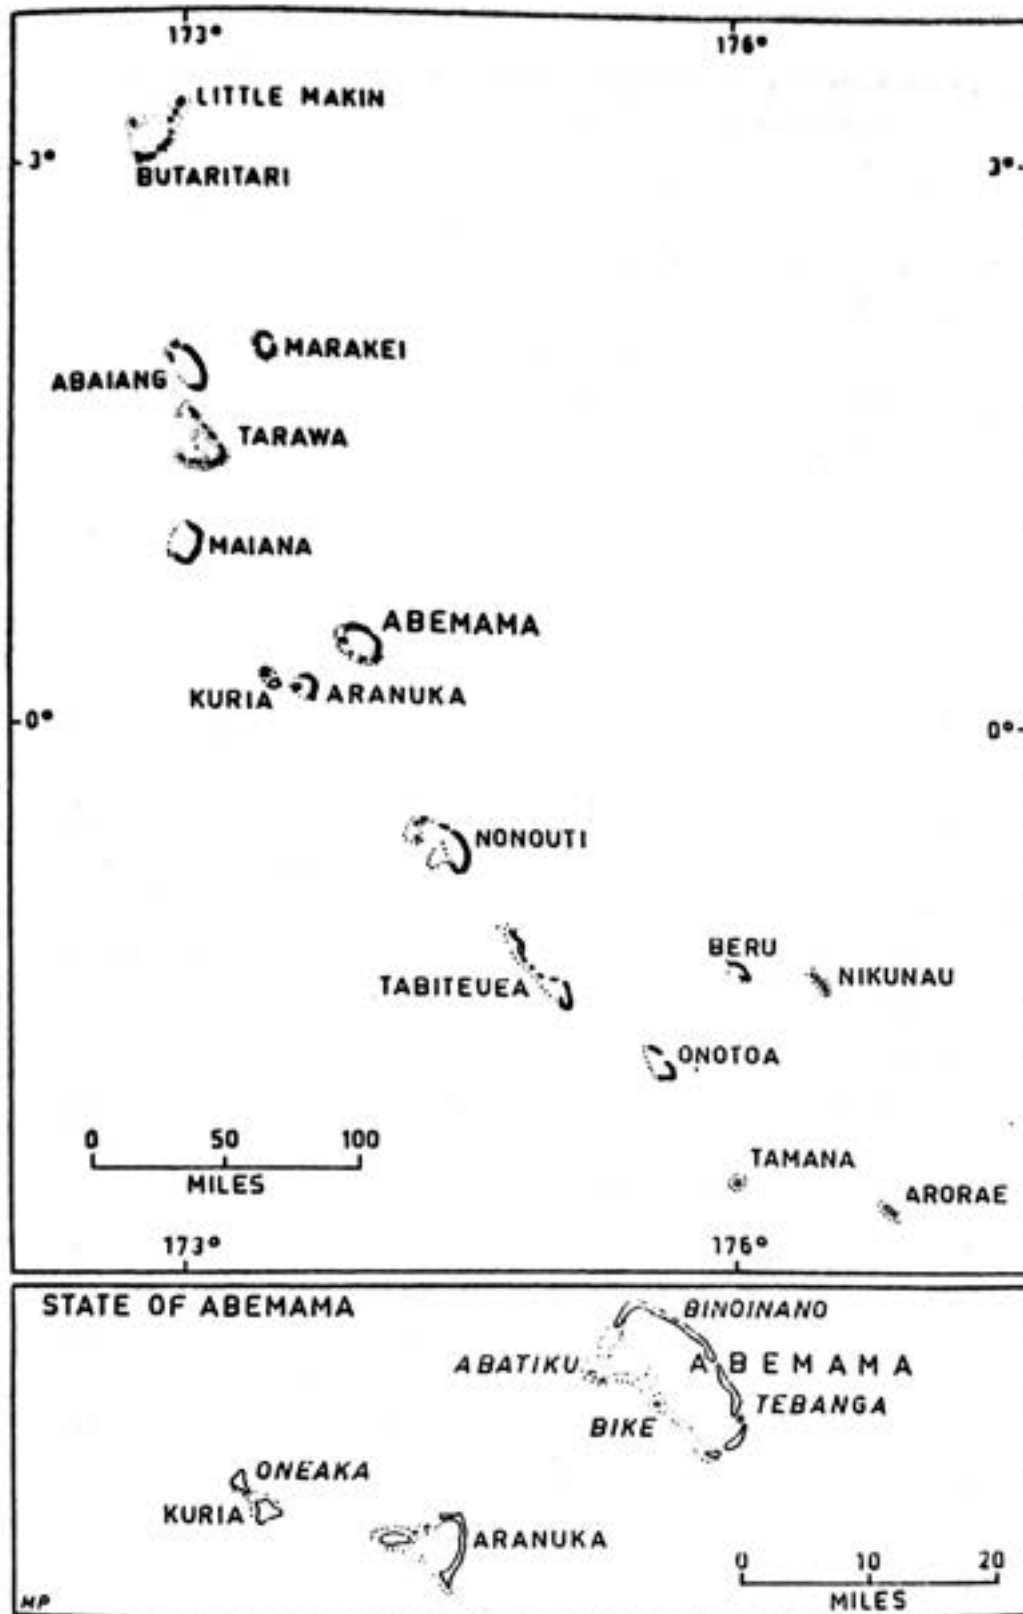 173° 176°
LITTLE MAKIN
3° 3°
BUTARITARI
MARAKEI
ABAIANG
TARAWA
MAIANA
ABEMAMA
KURIA ARANUKA
0° 0°
NONOUTI
BERU
TABITEUEA NIKUNAU
ONOTOA
0 50 100
MILES
TAMANA
ARORAE
173° 176°
STATE OF ABEMAMA
BINOINANO
ABATIKU ABEMAMA
TEBANGA
BIKE
ONEAKA
KURIA
ARANUKA
0 10 20
MILES
HP